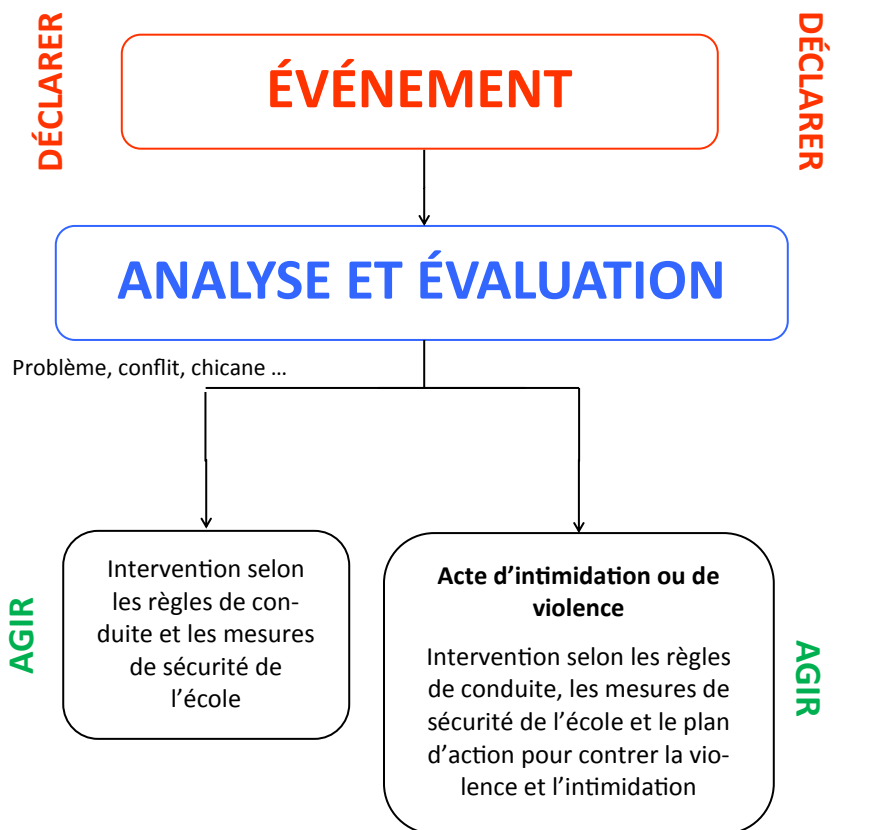 DÉCLARER
ÉVÉNEMENT
DÉCLARER
ANALYSE ET ÉVALUATION
Problème, conflit, chicane ...
AGIR
Intervention selon
les règles de con-
duite et les mesures
de sécurité de
l’école
Acte d’intimidation ou de
violence
Intervention selon les règles
de conduite, les mesures de
sécurité de l’école et le plan
d’action pour contrer la vio-
lence et l’intimidation
AGIR